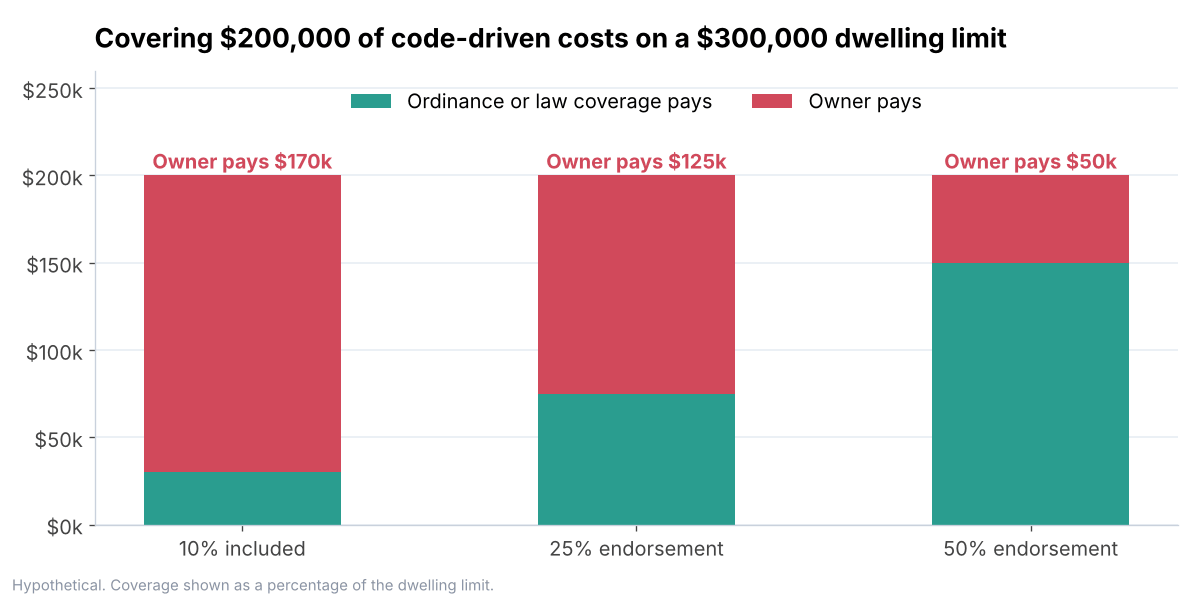 Covering $200,000 of code-driven costs on a $300,000 dwelling limit
$250k
Ordinance or law coverage pays
Owner pays
Owner pays $170k
Owner pays $125k
Owner pays $50k
$200k
$150k
$100k
$50k
$0k
10% included
25% endorsement
50% endorsement
Hypothetical. Coverage shown as a percentage of the dwelling limit.